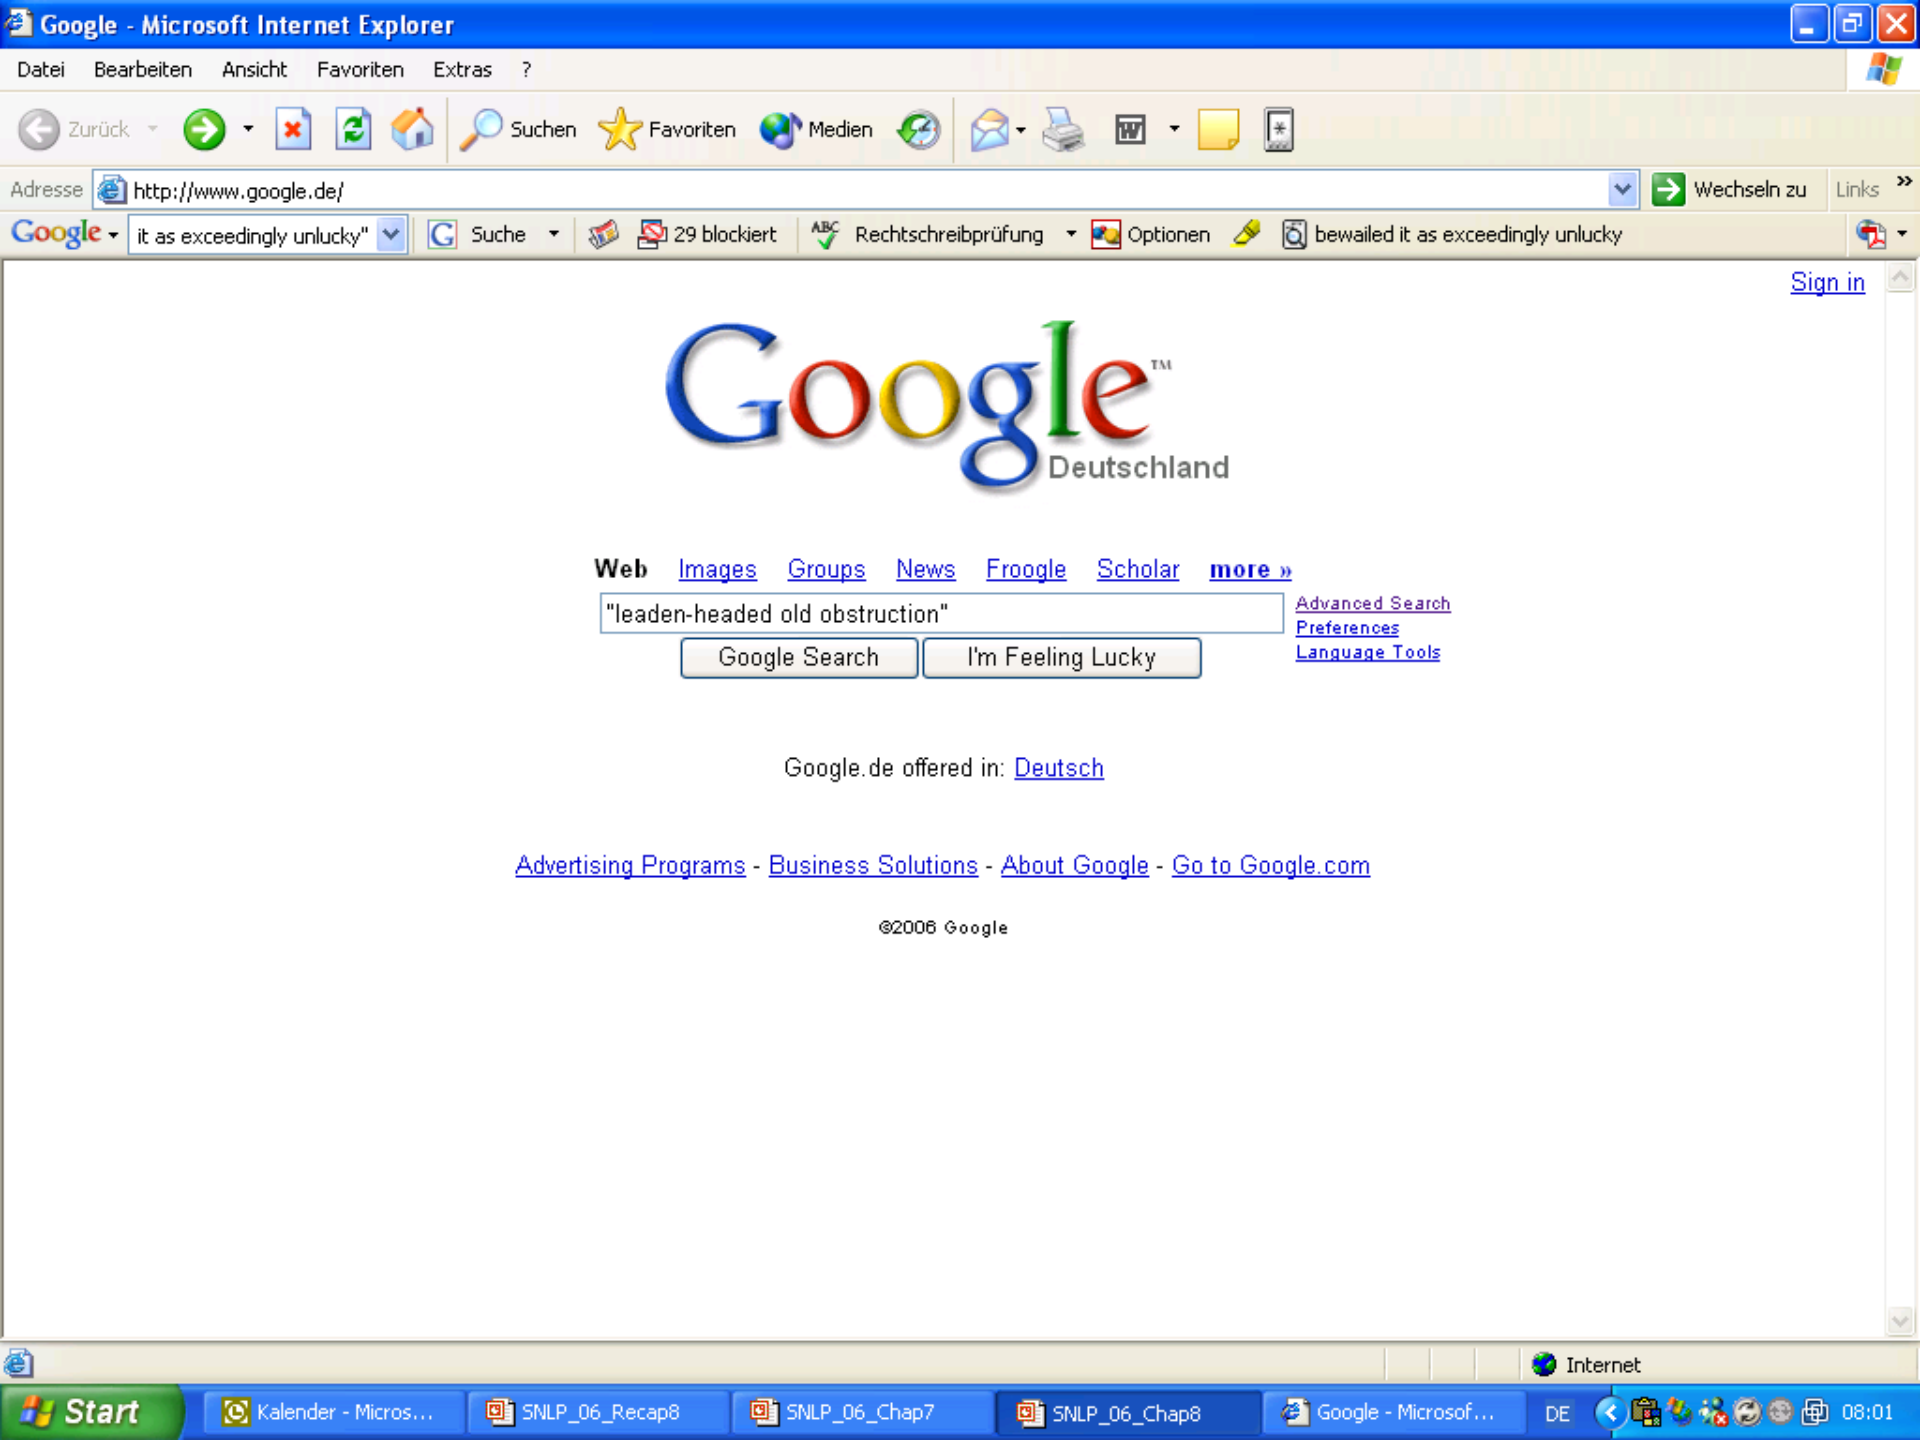 Google - Microsoft Internet Explorer
Datei Bearbeiten Ansicht Favoriten Extras ?
Zurück Suchen Favoriten Medien
Adresse http://www.google.de/ Wechseln zu Links »
Google it as exceedingly unlucky" G Suche 29 blockiert ABC Rechtschreibprüfung Optionen bewailed it as exceedingly unlucky
Sign in
Google™
Deutschland
Web Images Groups News Froogle Scholar more »
"leaden-headed old obstruction" Advanced Search
Preferences
Google Search I'm Feeling Lucky Language Tools
Google.de offered in: Deutsch
Advertising Programs - Business Solutions - About Google - Go to Google.com
©2006 Google
Internet
Start Kalender - Micros... SNLP_06_Recap8 SNLP_06_Chap7 SNLP_06_Chap8 Google - Microsof... DE 08:01